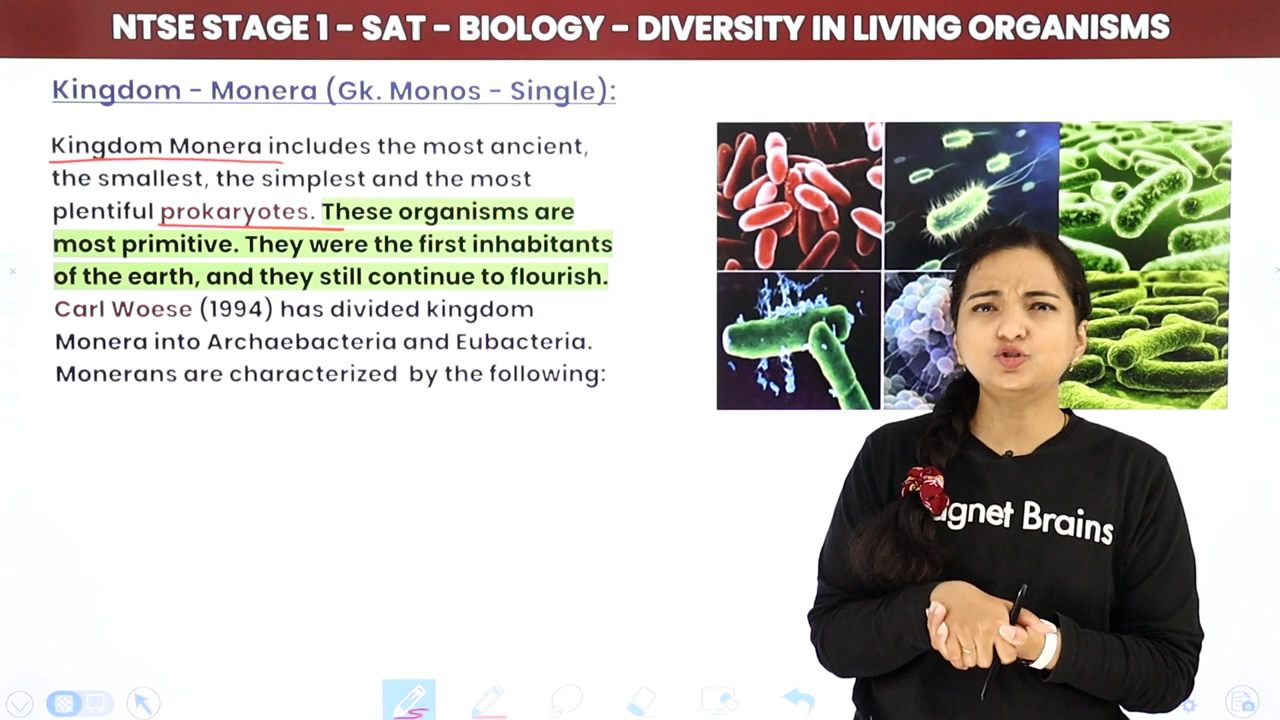 NTSE STAGE 1 – SAT – BIOLOGY – DIVERSITY IN LIVING ORGANISMS
Kingdom – Monera (Gk. Monos – Single):
Kingdom Monera includes the most ancient,
the smallest, the simplest and the most
plentiful prokaryotes. These organisms are
most primitive. They were the first inhabitants
of the earth, and they still continue to flourish.
Carl Woese (1994) has divided kingdom
Monera into Archaebacteria and Eubacteria.
Monerans are characterized by the following:
Brains